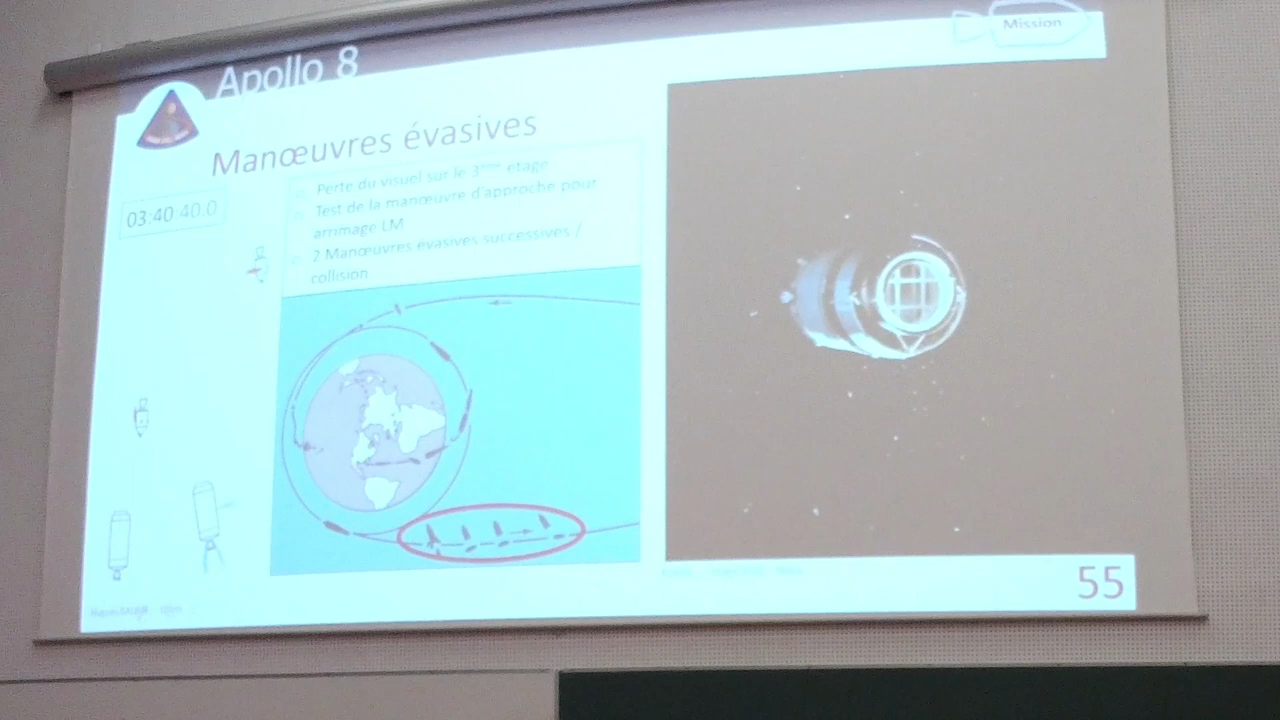 Mission
Apollo 8
Manœuvres évasives
03:40:40.0
Perte du visuel sur le 3ème étage
Test de la manœuvre d'approche pour
arrimage LM
2 Manœuvres évasives successives /
collision
55